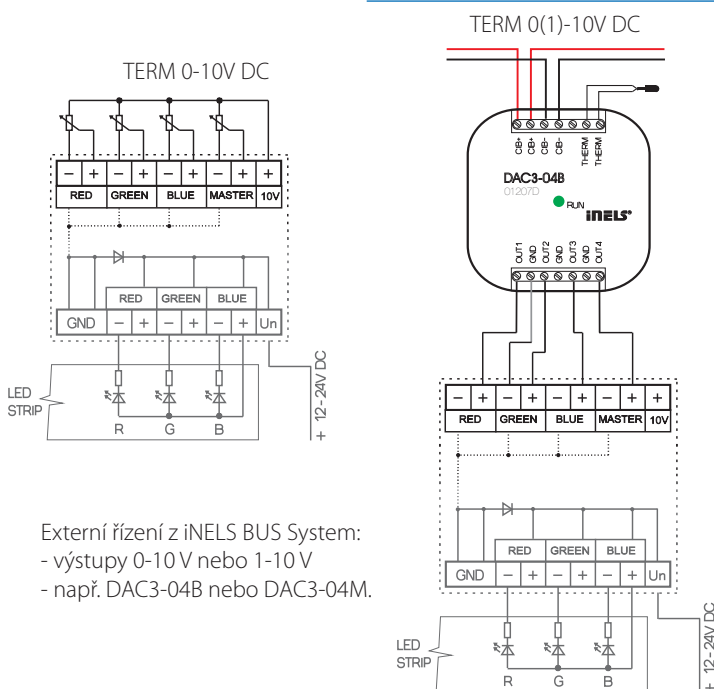 TERM 0-10V DC
− + − + − + − + +
RED GREEN BLUE MASTER 10V
RED GREEN BLUE
GND − + − + − + Un
LED
STRIP
R G B
+ 12-24V DC
Externí řízení z iNELS BUS System:
- výstupy 0-10 V nebo 1-10 V
- např. DAC3-04B nebo DAC3-04M.
TERM 0(1)-10V DC
CIB+ CIB+ CIB- CIB- THERM THERM
DAC3-04B
01207D
RUN
iNELS®
OUT1 GND OUT2 GND OUT3 GND OUT4
− + − + − + − + +
RED GREEN BLUE MASTER 10V
RED GREEN BLUE
GND − + − + − + Un
LED
STRIP
R G B
+ 12-24V DC